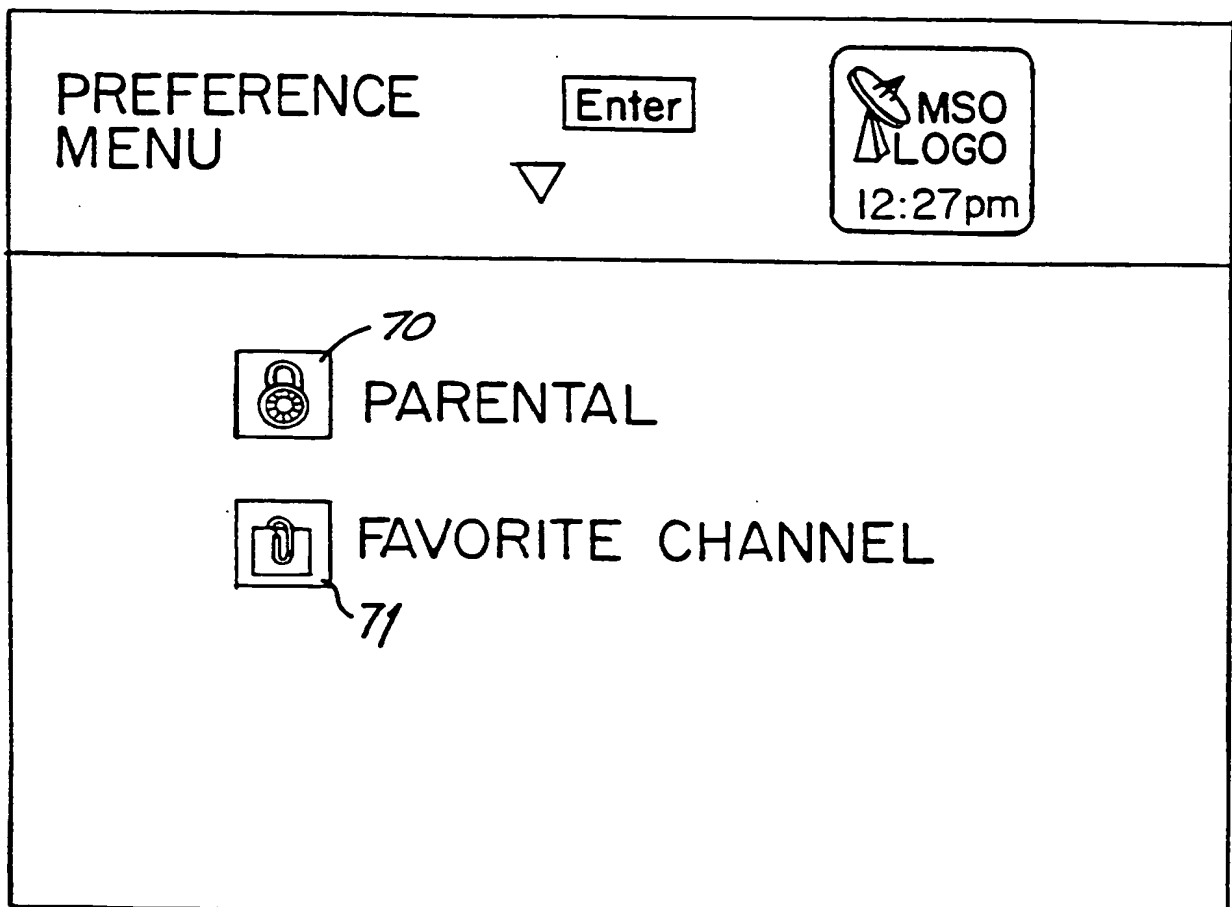 PREFERENCE
MENU
Enter
MSO
LOGO
12:27pm
70
PARENTAL
FAVORITE CHANNEL
71